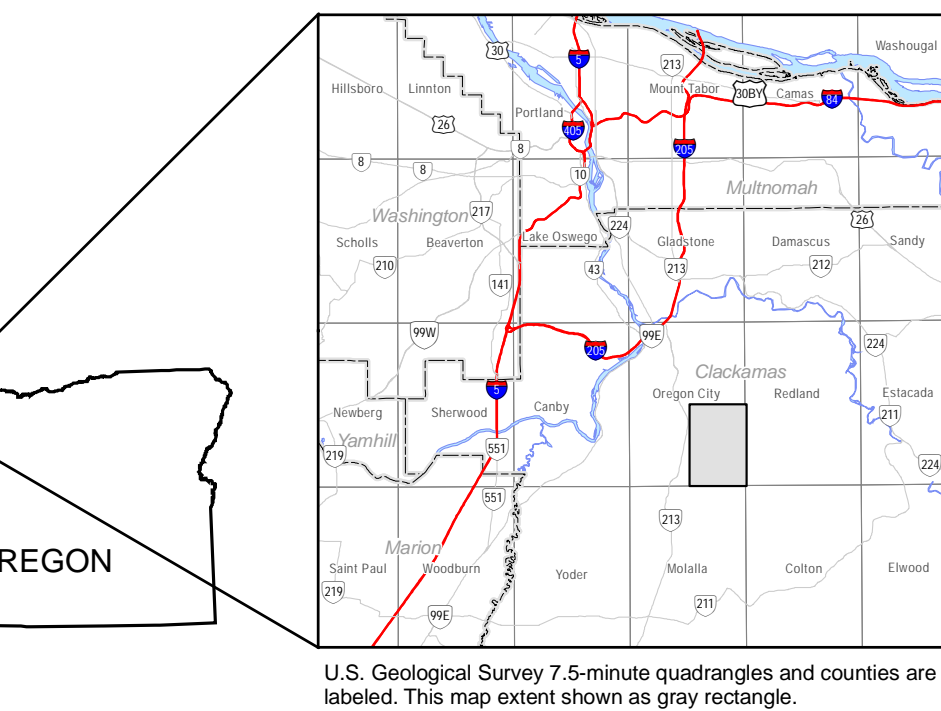 Washougal
30
5
213
Hillsboro Linnton Mount Tabor 30BY Camas 84
Portland
26 405
8 205
8 8 10
Multnomah
Washington 217 224 26
Scholls Beaverton Lake Oswego Gladstone Damascus Sandy
210 43 213 212
141
99W 99E 224
205
Clackamas
5 Oregon City Redland Estacada
Newberg Sherwood Canby 211
Yamhill
219 551 224
551
213
REGON
Marion
Saint Paul Woodburn Yoder Molalla Colton Elwood
219
99E 211
U.S. Geological Survey 7.5-minute quadrangles and counties are
labeled. This map extent shown as gray rectangle.